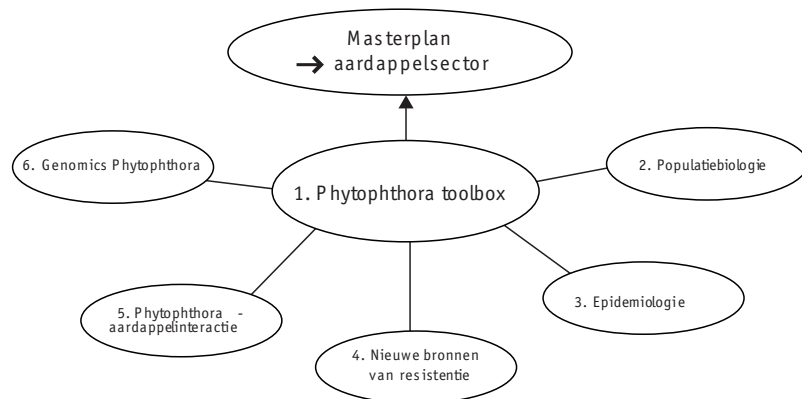 Masterplan
→ aardappelsector
6. Genomics Phytophthora
2. Populatiebiologie
1. Phytophthora toolbox
5. Phytophthora -
aardappelinteractie
3. Epidemiologie
4. Nieuwe bronnen
van resistentie